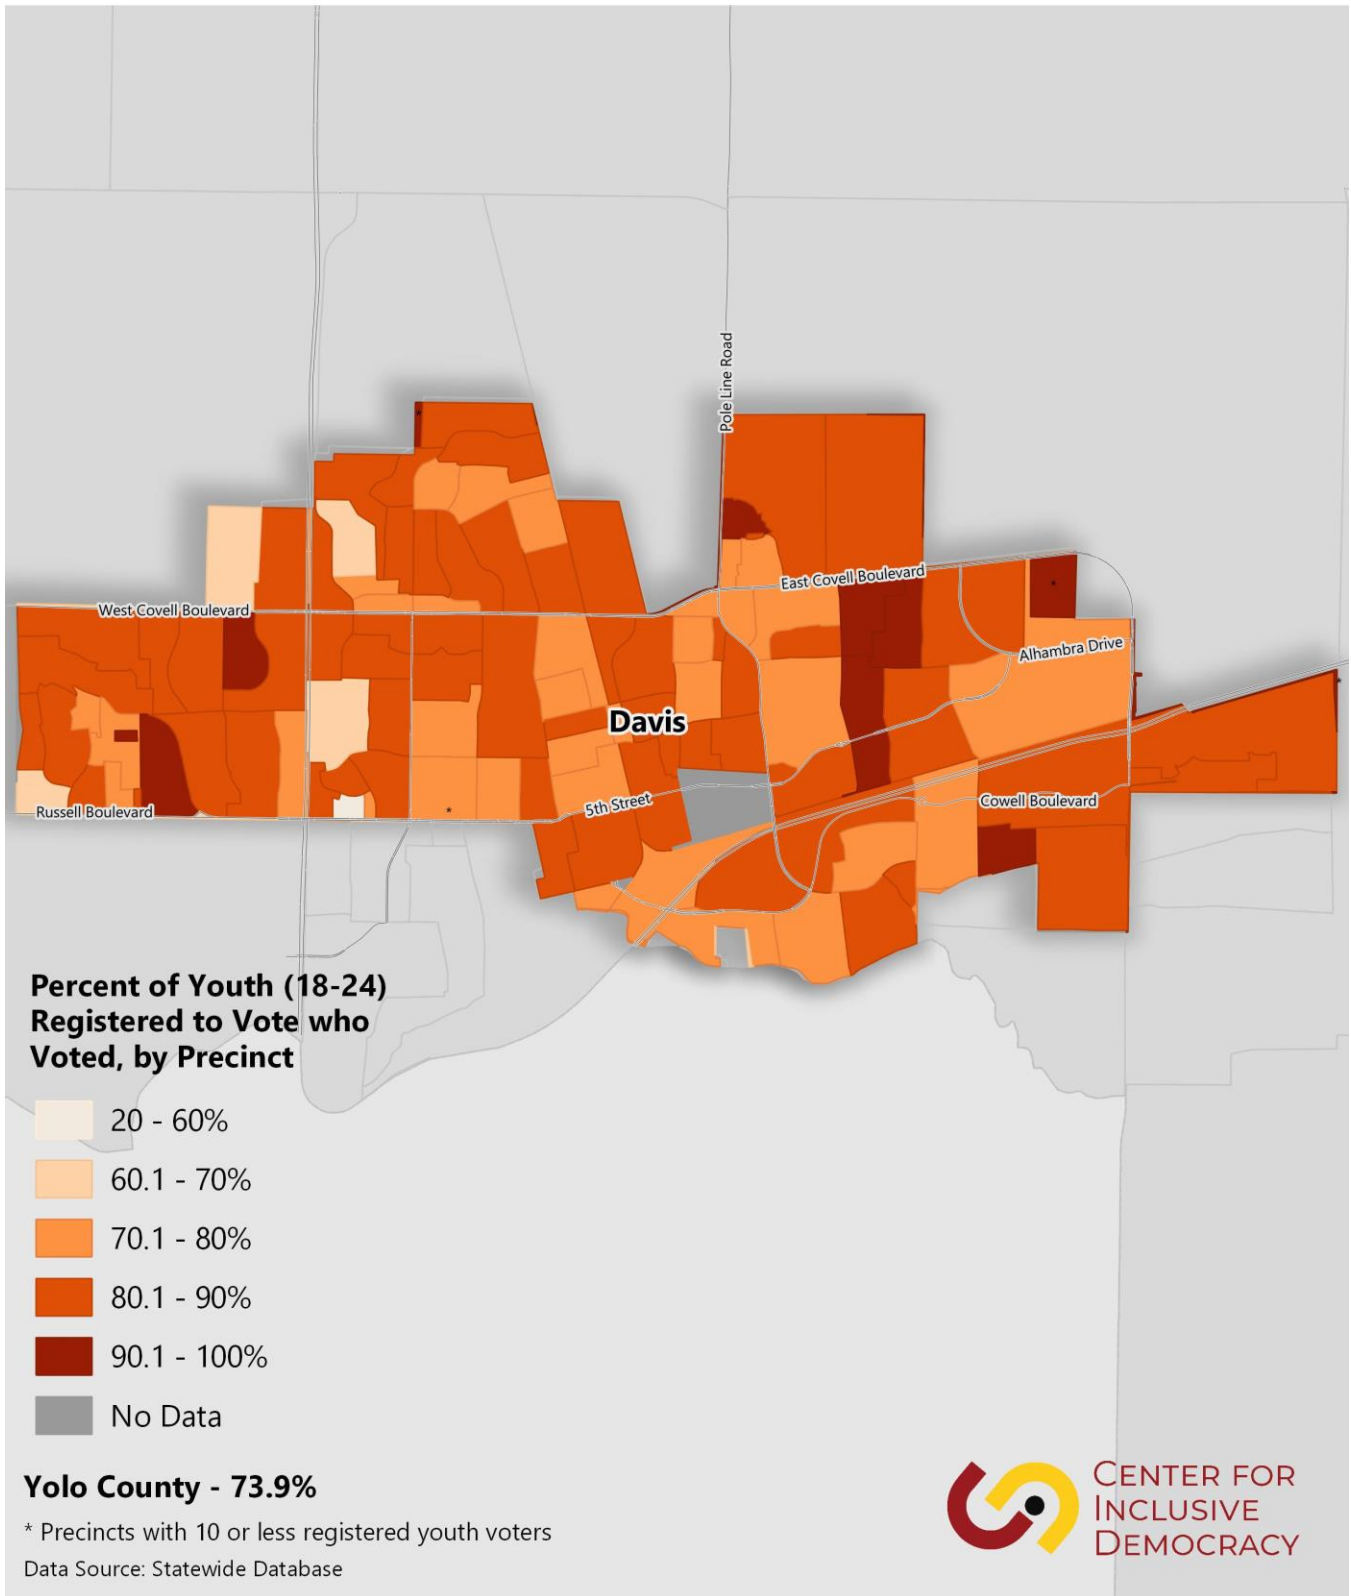 Pole Line Road
East Covell Boulevard
West Covell Boulevard
Alhambra Drive
Davis
5th Street
Cowell Boulevard
Russell Boulevard
*
*
*
*
Percent of Youth (18-24)
Registered to Vote who
Voted, by Precinct
20 - 60%
60.1 - 70%
70.1 - 80%
80.1 - 90%
90.1 - 100%
No Data
Yolo County - 73.9%
* Precincts with 10 or less registered youth voters
Data Source: Statewide Database
CENTER FOR
INCLUSIVE
DEMOCRACY